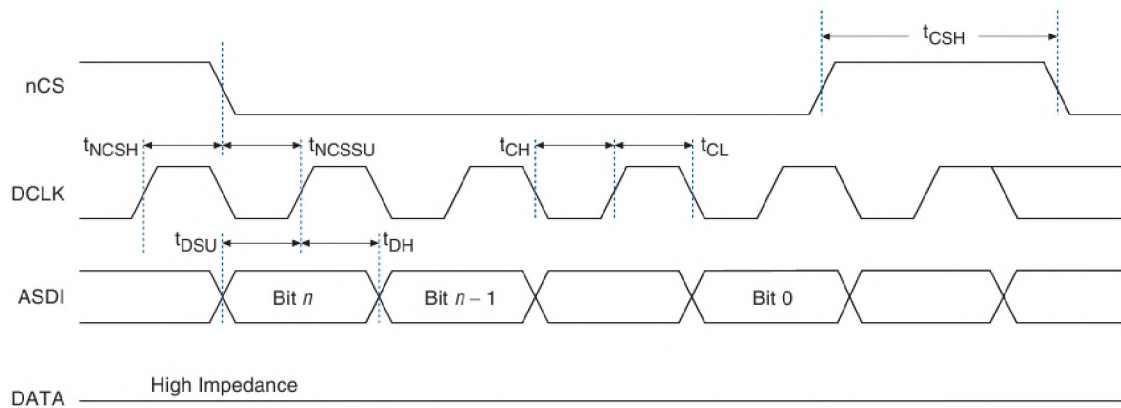 tCSH
nCS
tNCSH
tNCSSU
tCH
tCL
DCLK
tDSU
tDH
ASDI
Bit n
Bit n – 1
Bit 0
High Impedance
DATA